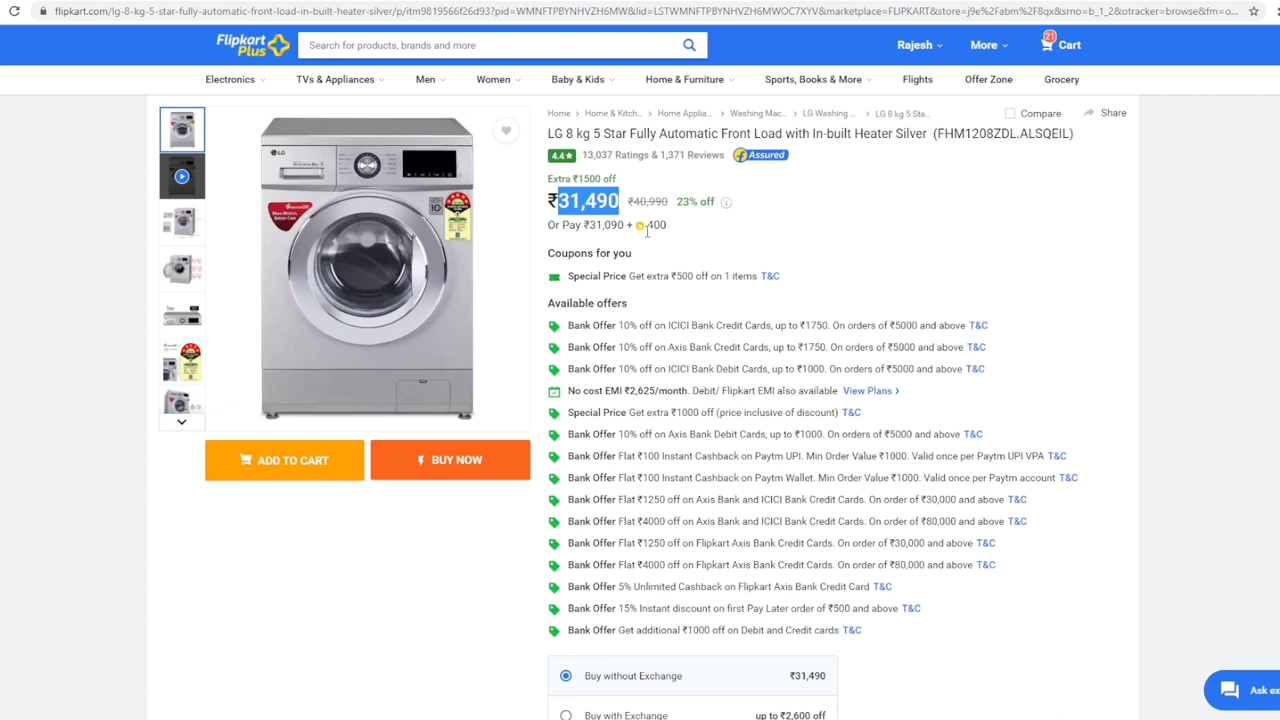 flipkart.com/lg-8-kg-5-star-fully-automatic-front-load-in-built-heater-silver/p/itm9819566f26d93?pid=WMNFTPBYNHVZH6MW&lid=LSTWMNFTPBYNHVZH6MWOC7XYV&marketplace=FLIPKART&store=j9e%2Fabm%2F8qx&srno=b_1_2&otracker=browse&fm=o...
Flipkart Plus
Search for products, brands and more
Rajesh
More
21
Cart
Electronics
TVs & Appliances
Men
Women
Baby & Kids
Home & Furniture
Sports, Books & More
Flights
Offer Zone
Grocery
Home > Home & Kitch... > Home Applia... > Washing Mac... > LG Washing ... > LG 8 kg 5 Sta...
Compare
Share
LG 8 kg 5 Star Fully Automatic Front Load with In-built Heater Silver (FHM1208ZDL.ALSQEIL)
4.4★ 13,037 Ratings & 1,371 Reviews Assured
Extra ₹1500 off
₹31,490 ₹40,990 23% off
Or Pay ₹31,090 + 400
Coupons for you
Special Price Get extra ₹500 off on 1 items T&C
Available offers
Bank Offer 10% off on ICICI Bank Credit Cards, up to ₹1750. On orders of ₹5000 and above T&C
Bank Offer 10% off on Axis Bank Credit Cards, up to ₹1750. On orders of ₹5000 and above T&C
Bank Offer 10% off on ICICI Bank Debit Cards, up to ₹1000. On orders of ₹5000 and above T&C
No cost EMI ₹2,625/month. Debit/ Flipkart EMI also available View Plans >
Special Price Get extra ₹1000 off (price inclusive of discount) T&C
Bank Offer 10% off on Axis Bank Debit Cards, up to ₹1000. On orders of ₹5000 and above T&C
Bank Offer Flat ₹100 Instant Cashback on Paytm UPI. Min Order Value ₹1000. Valid once per Paytm UPI VPA T&C
Bank Offer Flat ₹100 Instant Cashback on Paytm Wallet. Min Order Value ₹1000. Valid once per Paytm account T&C
Bank Offer Flat ₹1250 off on Axis Bank and ICICI Bank Credit Cards. On order of ₹30,000 and above T&C
Bank Offer Flat ₹4000 off on Axis Bank and ICICI Bank Credit Cards. On order of ₹80,000 and above T&C
Bank Offer Flat ₹1250 off on Flipkart Axis Bank Credit Cards. On order of ₹30,000 and above T&C
Bank Offer Flat ₹4000 off on Flipkart Axis Bank Credit Cards. On order of ₹80,000 and above T&C
Bank Offer 5% Unlimited Cashback on Flipkart Axis Bank Credit Card T&C
Bank Offer 15% Instant discount on first Pay Later order of ₹500 and above T&C
Bank Offer Get additional ₹1000 off on Debit and Credit cards T&C
LG
ADD TO CART
BUY NOW
Buy without Exchange ₹31,490
Buy with Exchange up to ₹2,600 off
Ask ex